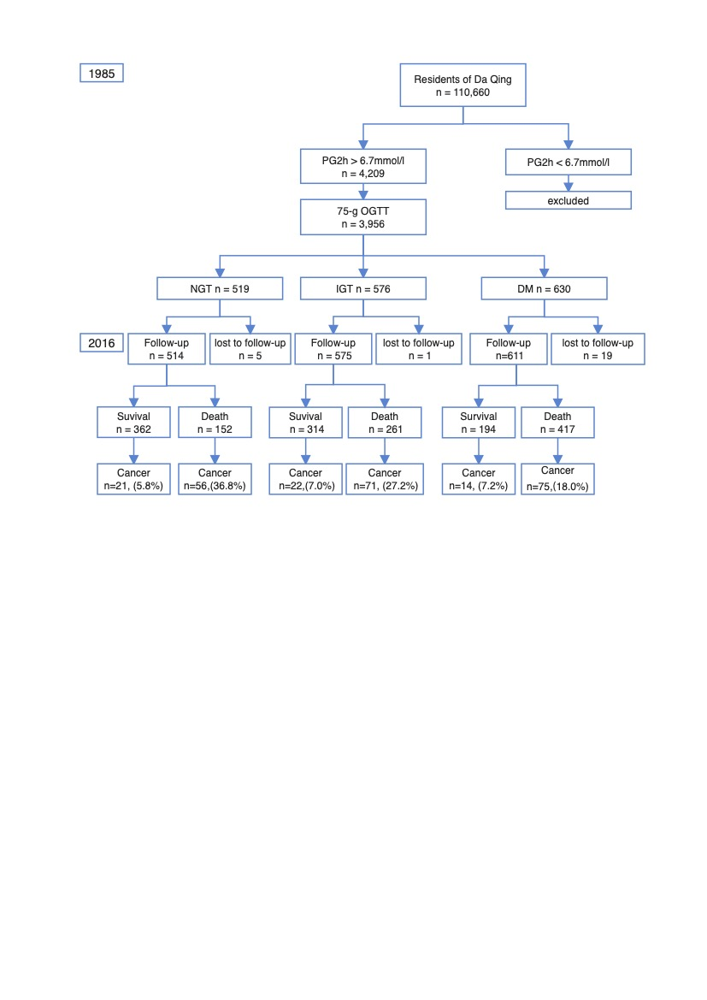 1985
Residents of Da Qing
n = 110,660
PG2h > 6.7mmol/l
n = 4,209
PG2h < 6.7mmol/l
75-g OGTT
n = 3,956
excluded
NGT n = 519
IGT n = 576
DM n = 630
2016
Follow-up
n = 514
lost to follow-up
n = 5
Follow-up
n = 575
lost to follow-up
n = 1
Follow-up
n=611
lost to follow-up
n = 19
Suvival
n = 362
Death
n = 152
Suvival
n = 314
Death
n = 261
Survival
n = 194
Death
n = 417
Cancer
n=21, (5.8%)
Cancer
n=56,(36.8%)
Cancer
n=22,(7.0%)
Cancer
n=71, (27.2%)
Cancer
n=14, (7.2%)
Cancer
n=75,(18.0%)